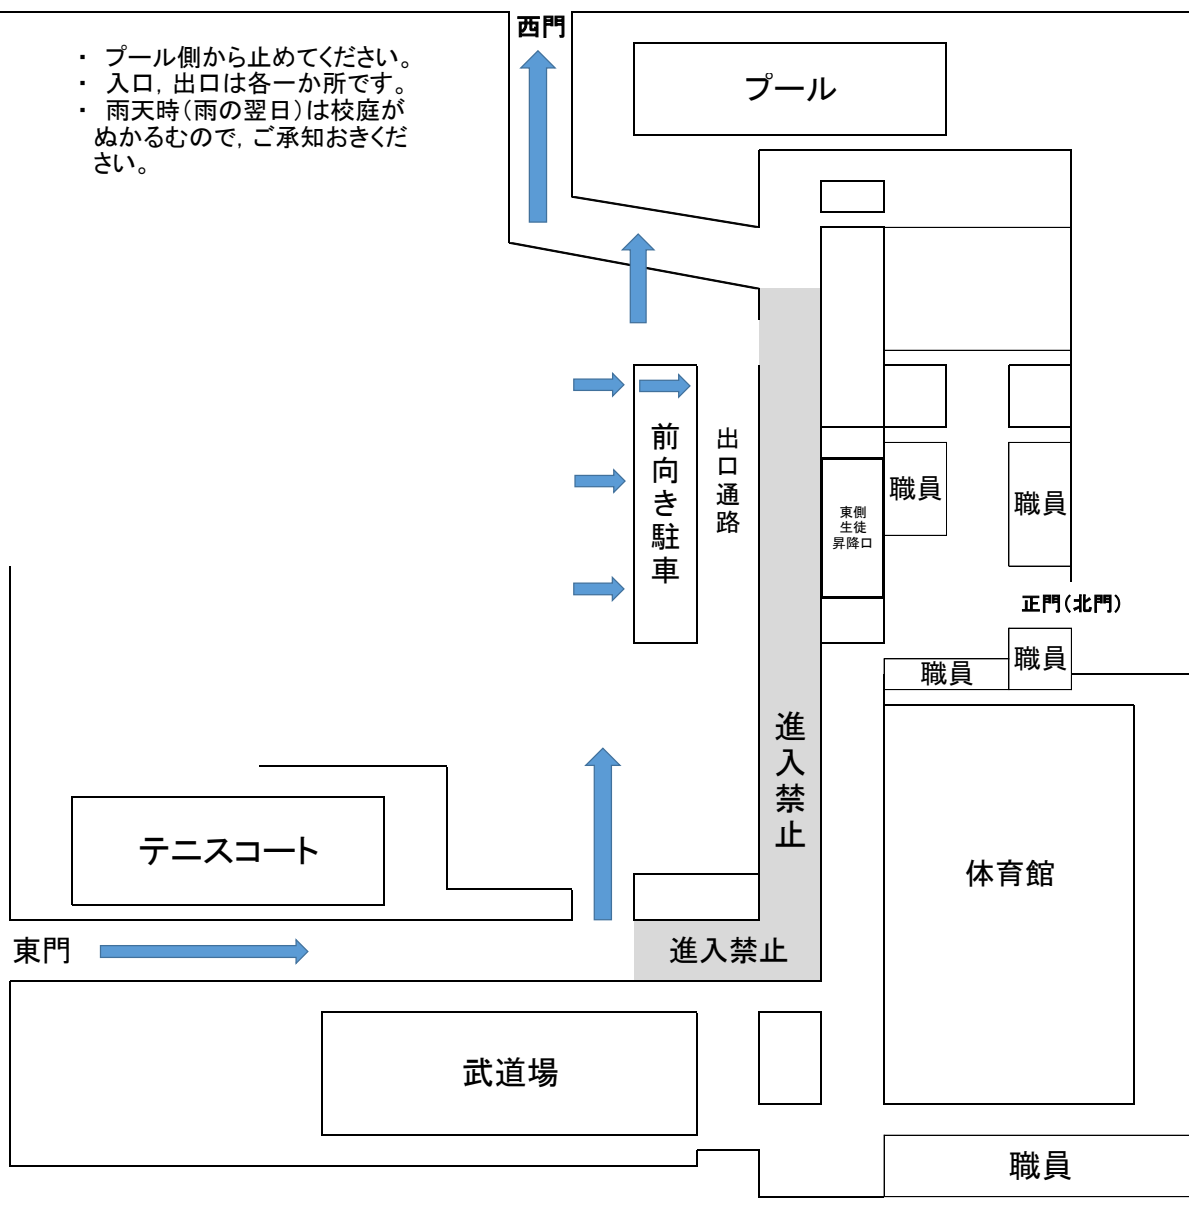 西門
・ プール側から止めてください。
・ 入口, 出口は各一か所です。
・ 雨天時(雨の翌日)は校庭が
ぬかるむので, ご承知おきくだ
さい。
プール
前向き駐車
出口通路
職員
職員
東側
生徒
昇降口
正門(北門)
職員
職員
進入禁止
テニスコート
体育館
東門
進入禁止
武道場
職員